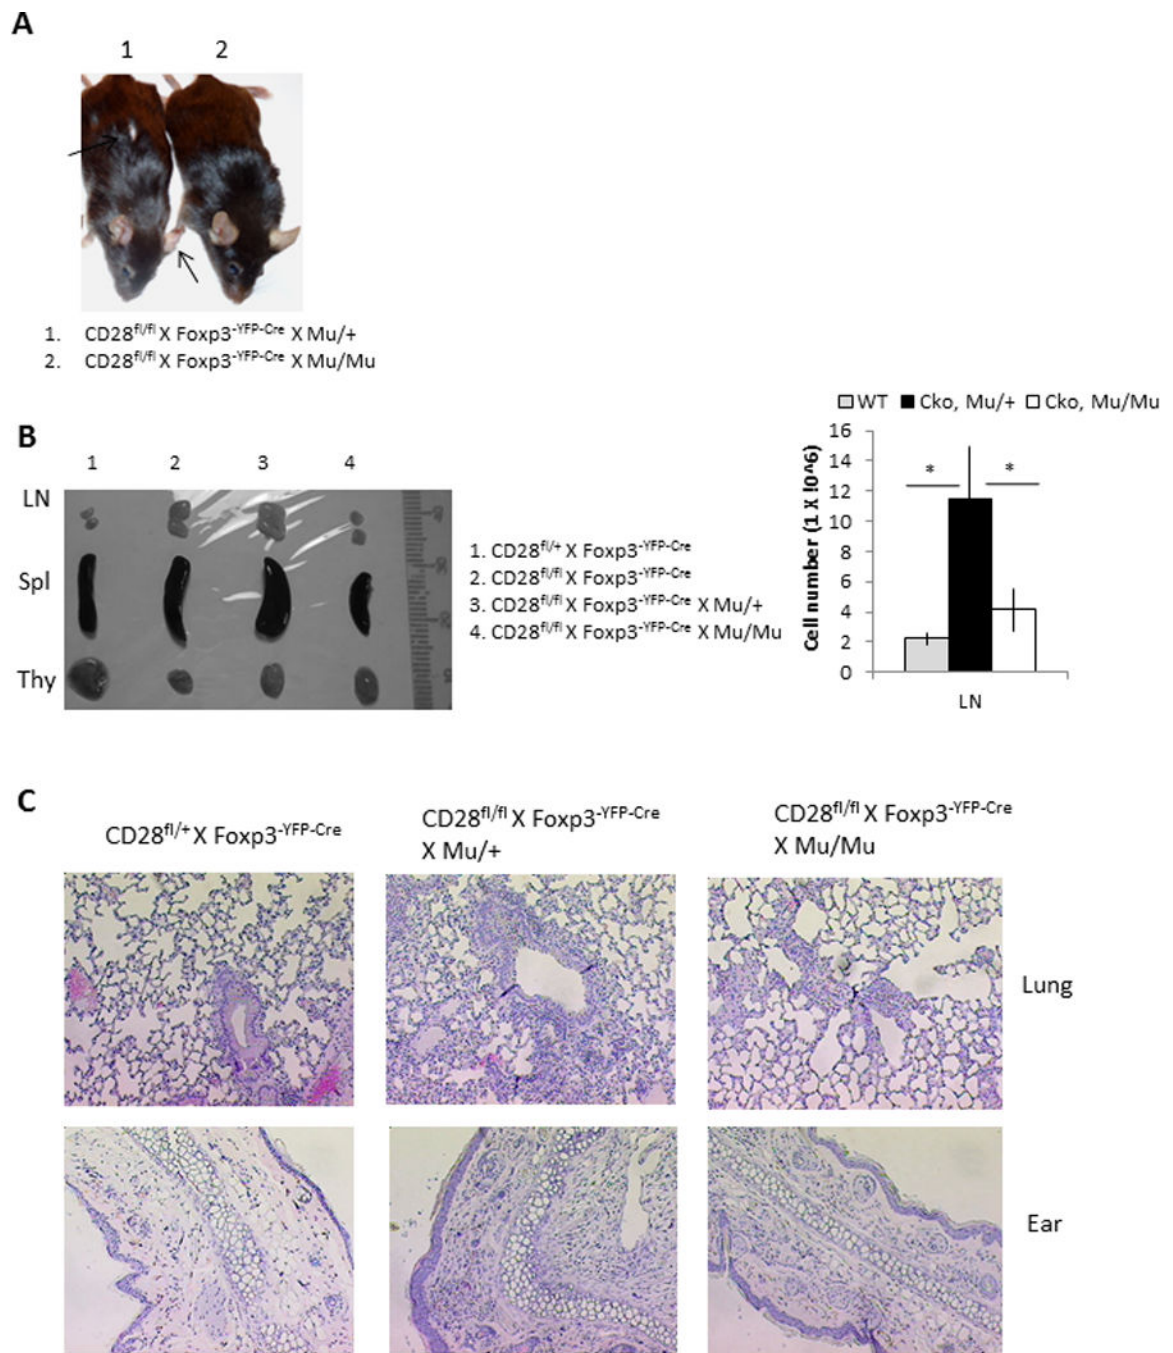 A
1 2
1. CD28fl/fl X Foxp3-YFP-Cre X Mu/+
2. CD28fl/fl X Foxp3-YFP-Cre X Mu/Mu
B
1 2 3 4
LN
Spl
Thy
1. CD28fl/+ X Foxp3-YFP-Cre
2. CD28fl/fl X Foxp3-YFP-Cre
3. CD28fl/fl X Foxp3-YFP-Cre X Mu/+
4. CD28fl/fl X Foxp3-YFP-Cre X Mu/Mu
WT Cko, Mu/+ Cko, Mu/Mu
Cell number (1 X !0^6)
16
14
12
10
8
6
4
2
0
* *
LN
C
CD28fl/+ X Foxp3-YFP-Cre
CD28fl/fl X Foxp3-YFP-Cre
X Mu/+
CD28fl/fl X Foxp3-YFP-Cre
X Mu/Mu
Lung
Ear